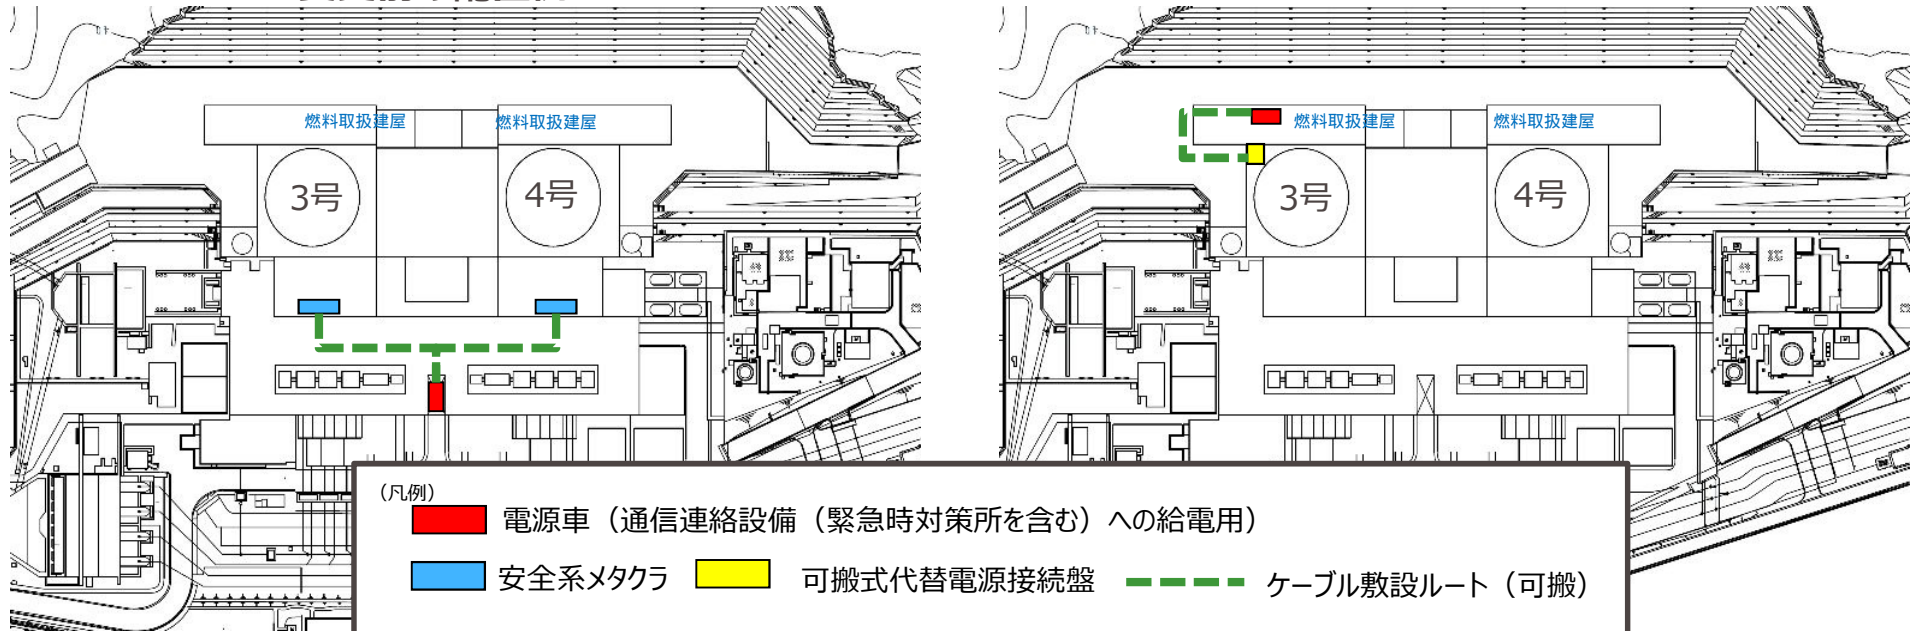 燃料取扱建屋 燃料取扱建屋
3号 4号
燃料取扱建屋 燃料取扱建屋
3号 4号
（凡例）
電源車（通信連絡設備（緊急時対策所を含む）への給電用）
安全系メタクラ 可搬式代替電源接続盤 ケーブル敷設ルート（可搬）